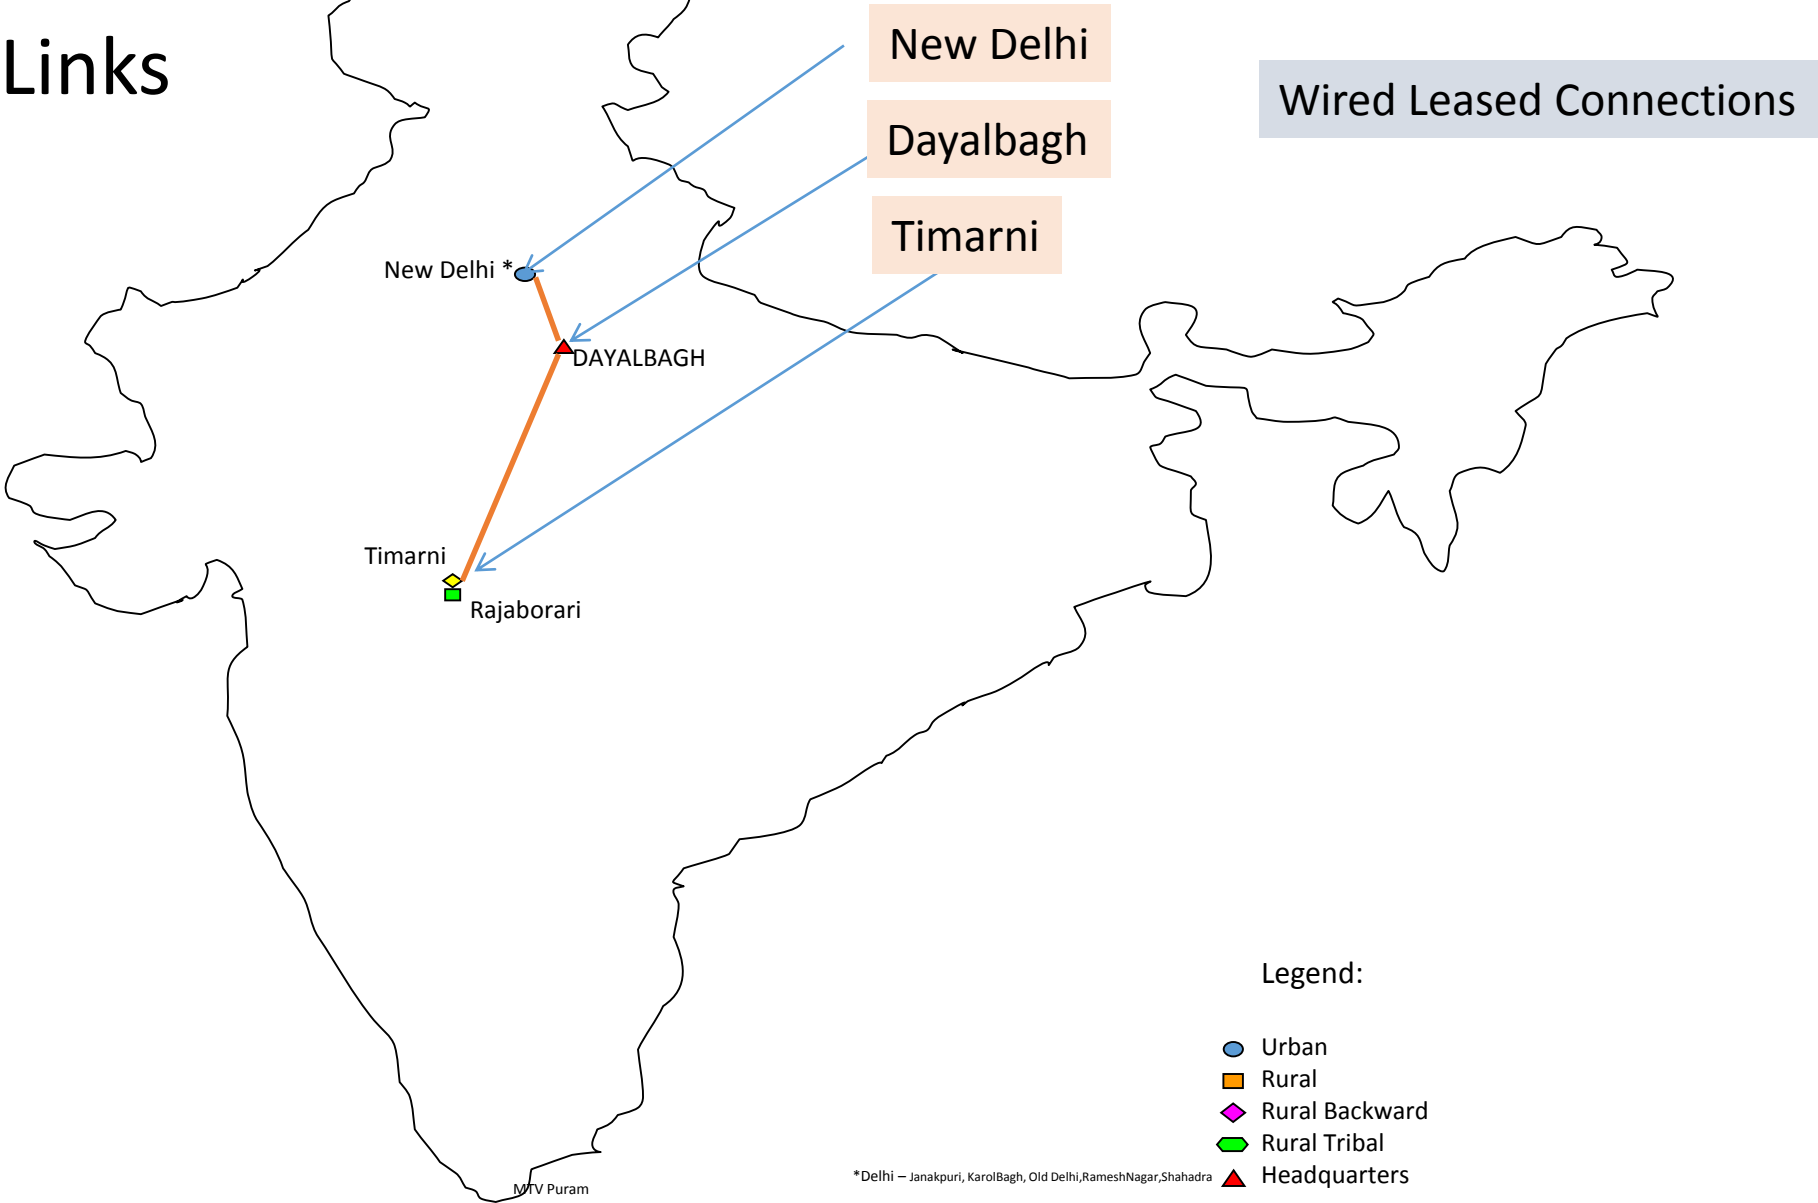 Links
New Delhi
Wired Leased Connections
Dayalbagh
Timarni
New Delhi *
DAYALBAGH
Timarni
Rajaborari
Legend:
Urban
Rural
Rural Backward
Rural Tribal
Headquarters
*Delhi – Janakpuri, KarolBagh, Old Delhi,RameshNagar,Shahadra
MTV Puram